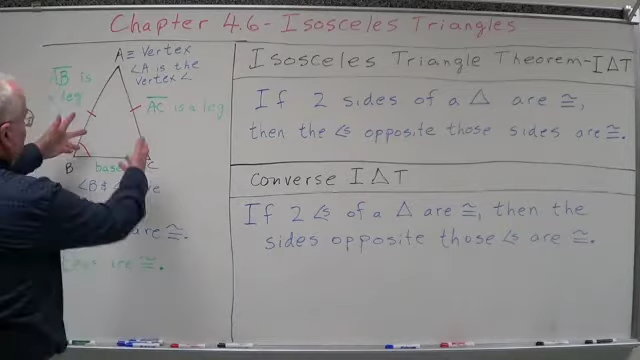 Chapter 4.6 - Isosceles Triangles
A ≡ Vertex
∠A is the
vertex ∠
AB is
leg
AC is a leg
B
base
C
∠B &
are ≅.
are ≅.
Isosceles Triangle Theorem - I△T
If 2 sides of a △ are ≅,
then the ∠s opposite those sides are ≅.
Converse I△T
If 2 ∠s of a △ are ≅, then the
sides opposite those ∠s are ≅.